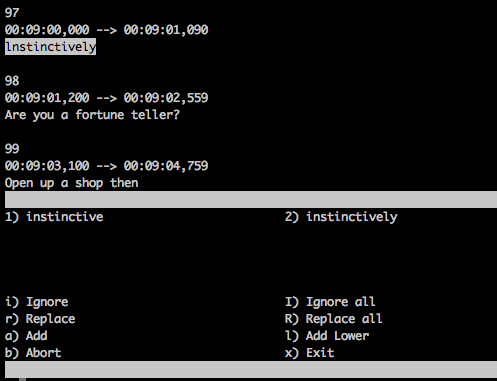 97
00:09:00,000 --> 00:09:01,090
lnstinctively
98
00:09:01,200 --> 00:09:02,559
Are you a fortune teller?
99
00:09:03,100 --> 00:09:04,759
Open up a shop then
1) instinctive 2) instinctively
i) Ignore I) Ignore all
r) Replace R) Replace all
a) Add l) Add Lower
b) Abort x) Exit